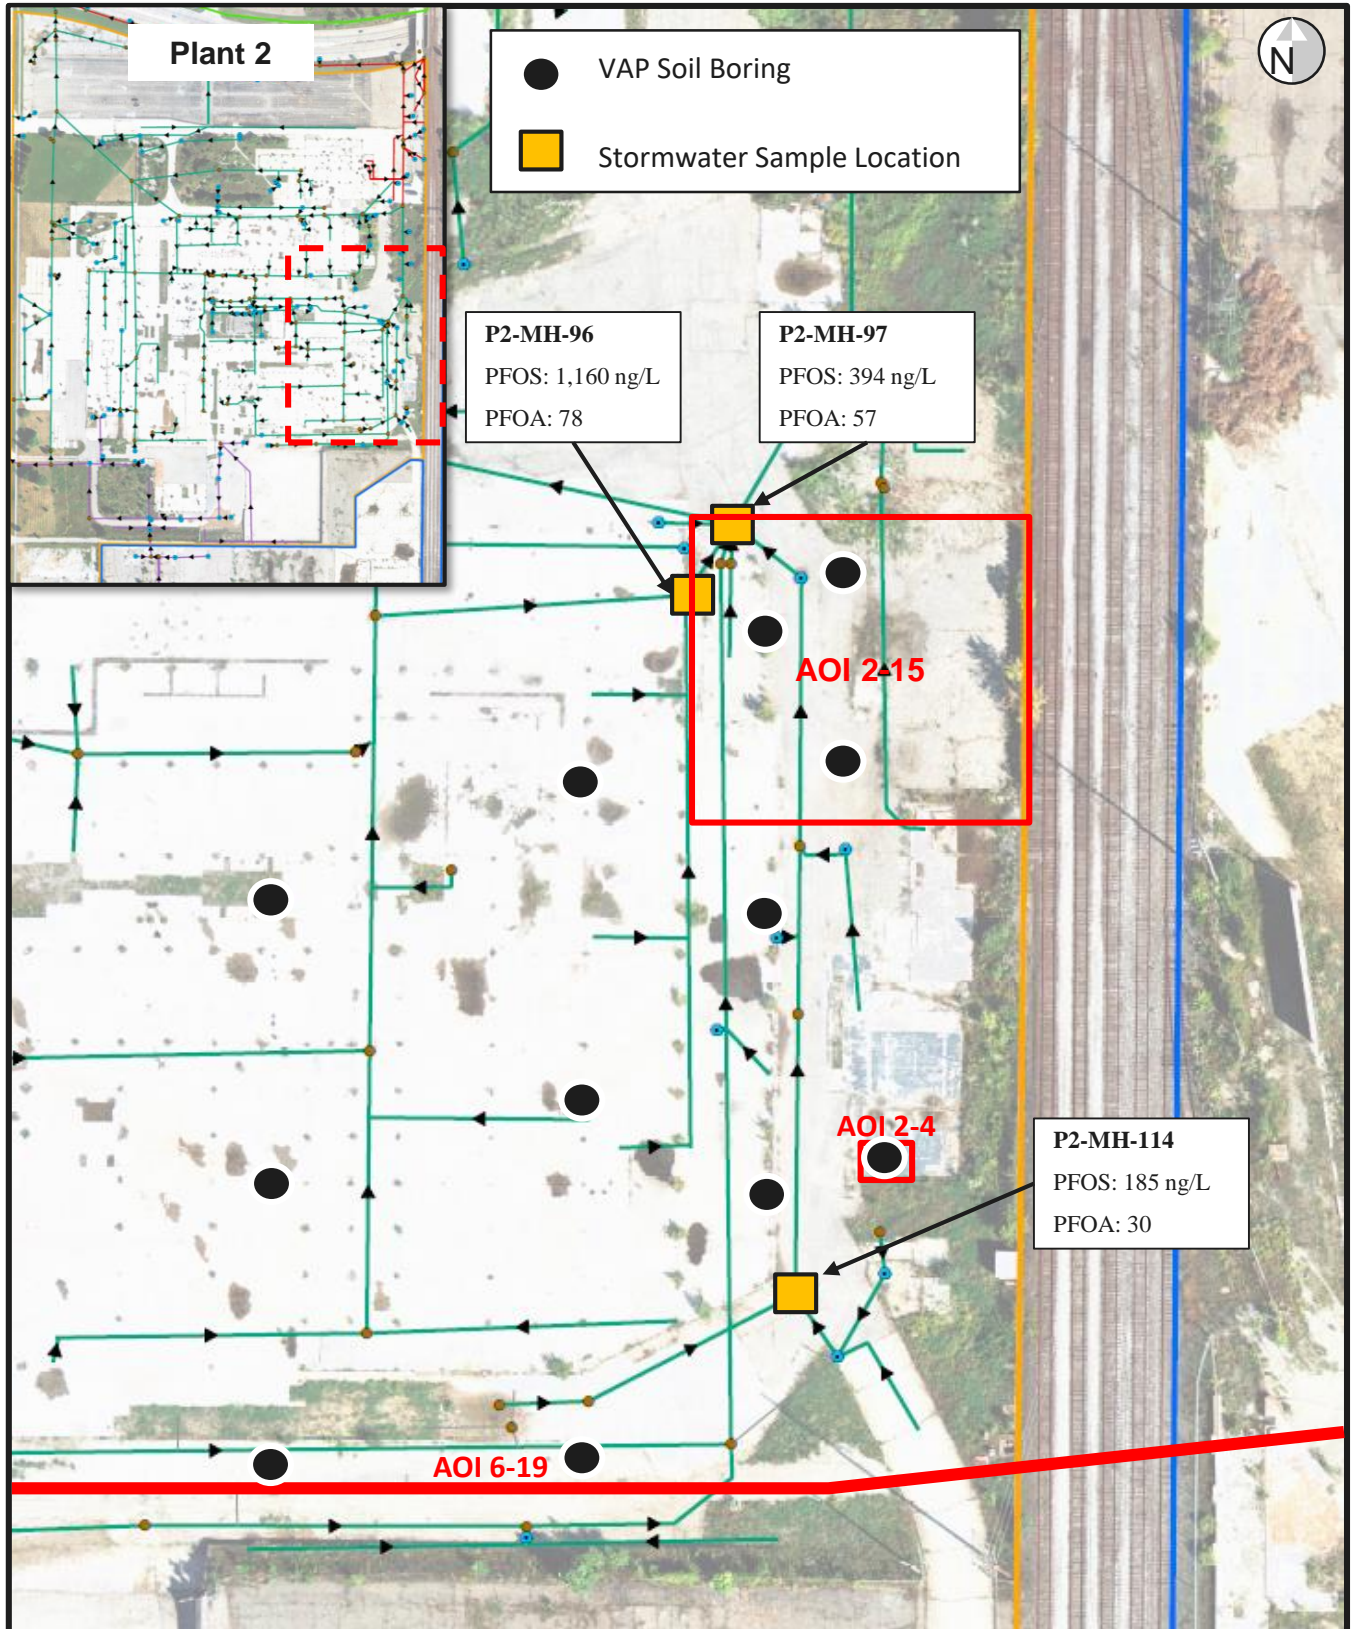 Plant 2
VAP Soil Boring
Stormwater Sample Location
N
P2-MH-96
PFOS: 1,160 ng/L
PFOA: 78
P2-MH-97
PFOS: 394 ng/L
PFOA: 57
AOI 2-15
AOI 2-4
P2-MH-114
PFOS: 185 ng/L
PFOA: 30
AOI 6-19